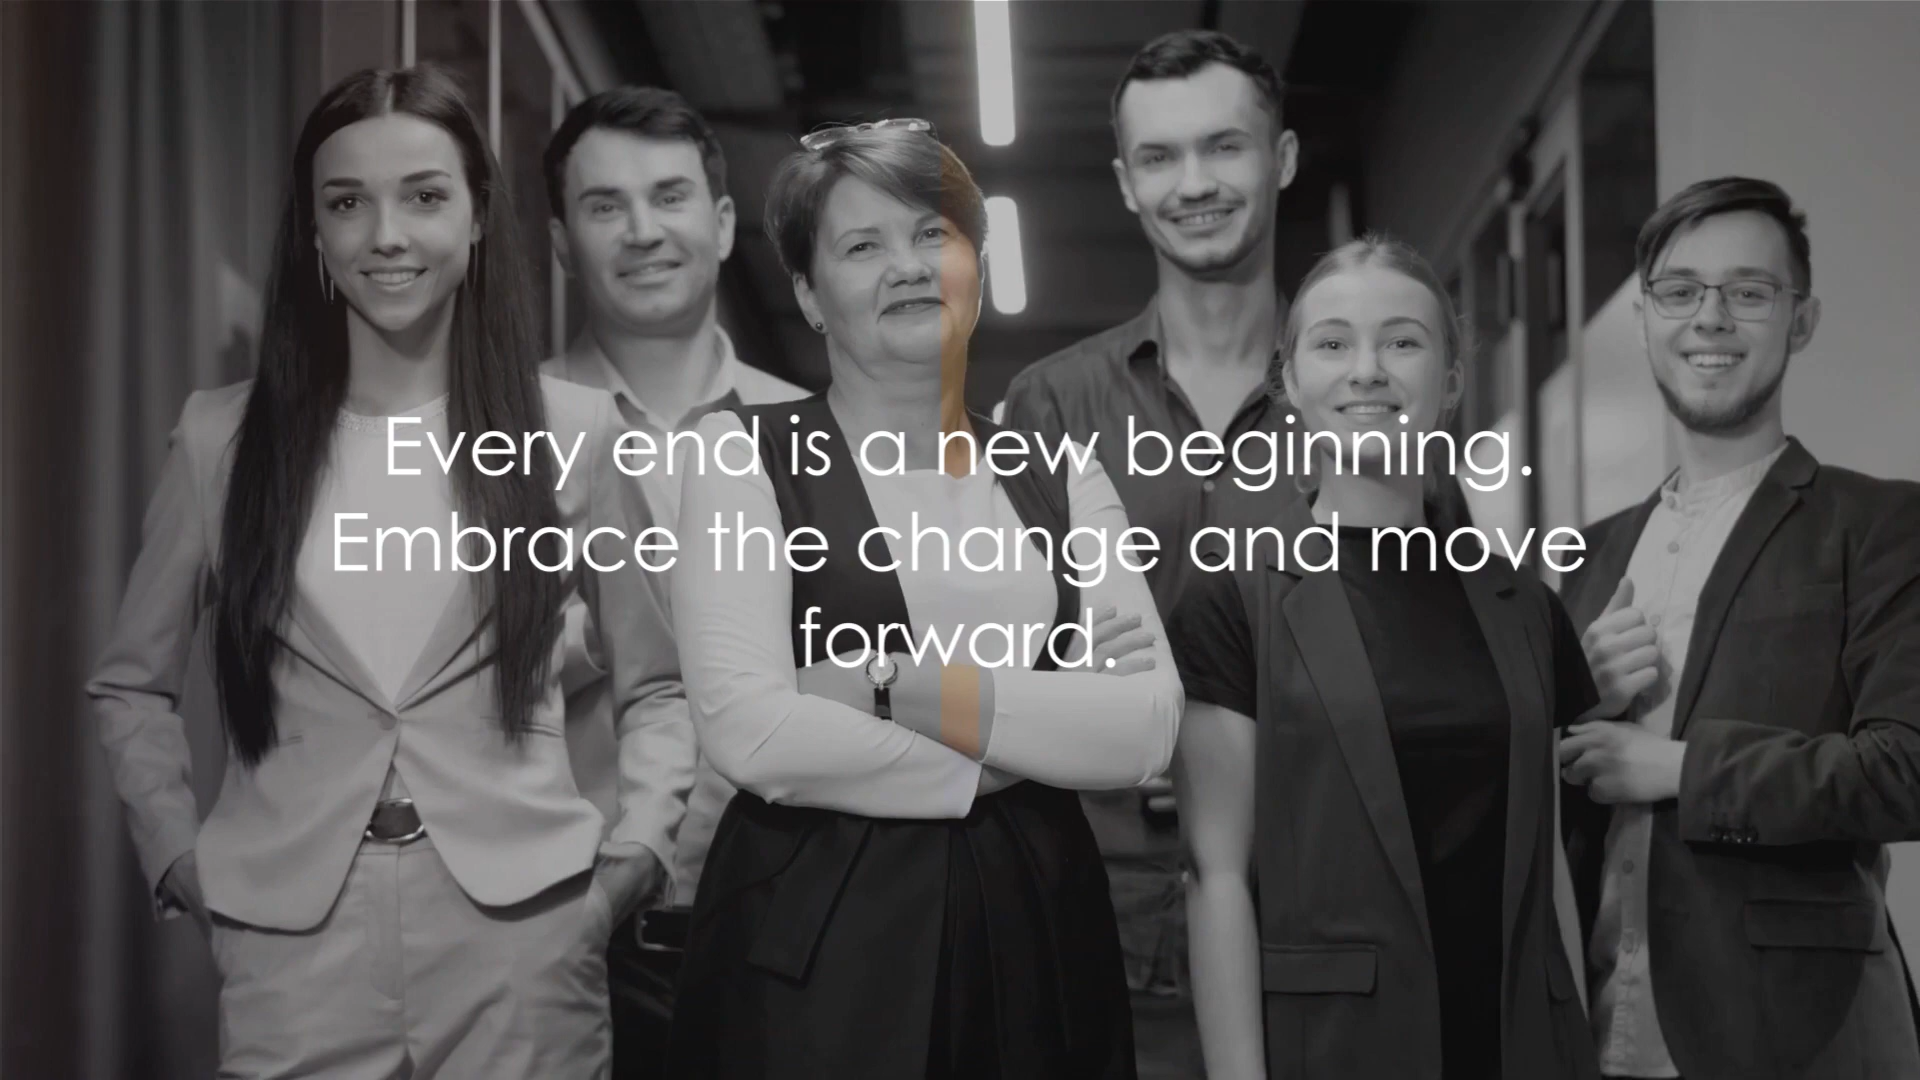 Every end is a new beginning.
Embrace the change and move
forward.